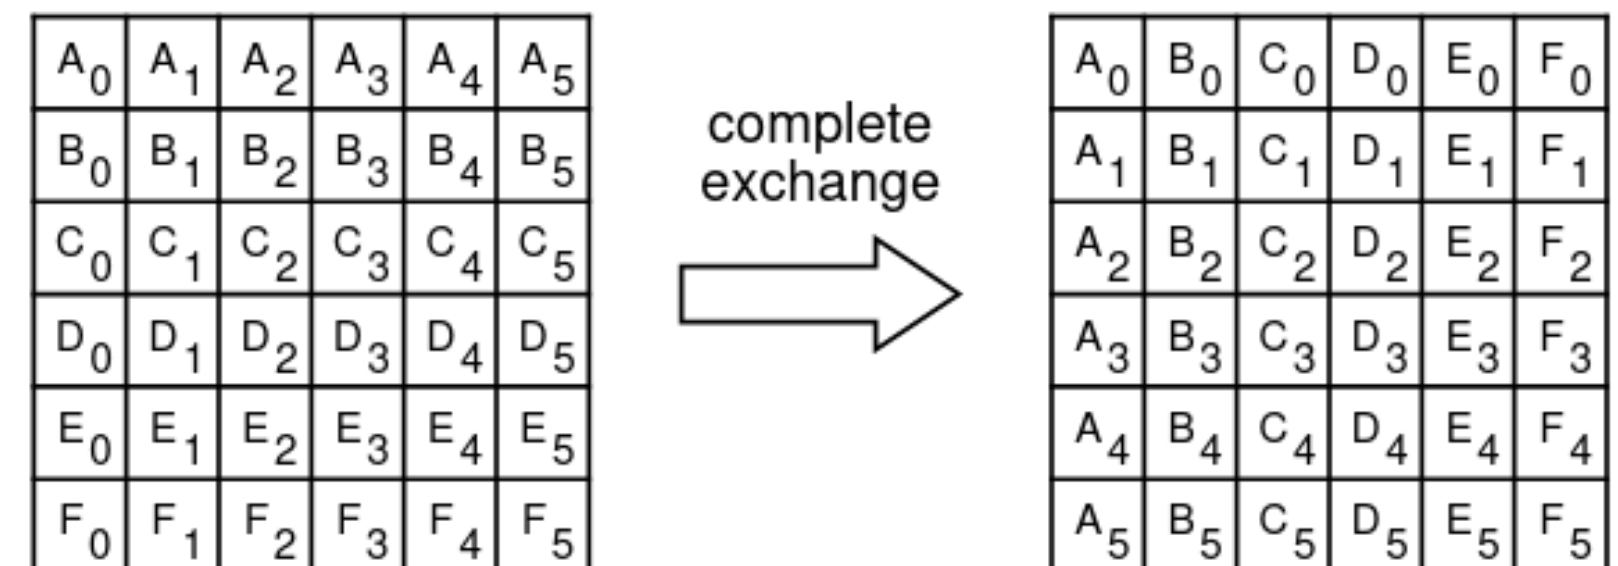 A0 A1 A2 A3 A4 A5
B0 B1 B2 B3 B4 B5
C0 C1 C2 C3 C4 C5
D0 D1 D2 D3 D4 D5
E0 E1 E2 E3 E4 E5
F0 F1 F2 F3 F4 F5
complete
exchange
A0 B0 C0 D0 E0 F0
A1 B1 C1 D1 E1 F1
A2 B2 C2 D2 E2 F2
A3 B3 C3 D3 E3 F3
A4 B4 C4 D4 E4 F4
A5 B5 C5 D5 E5 F5